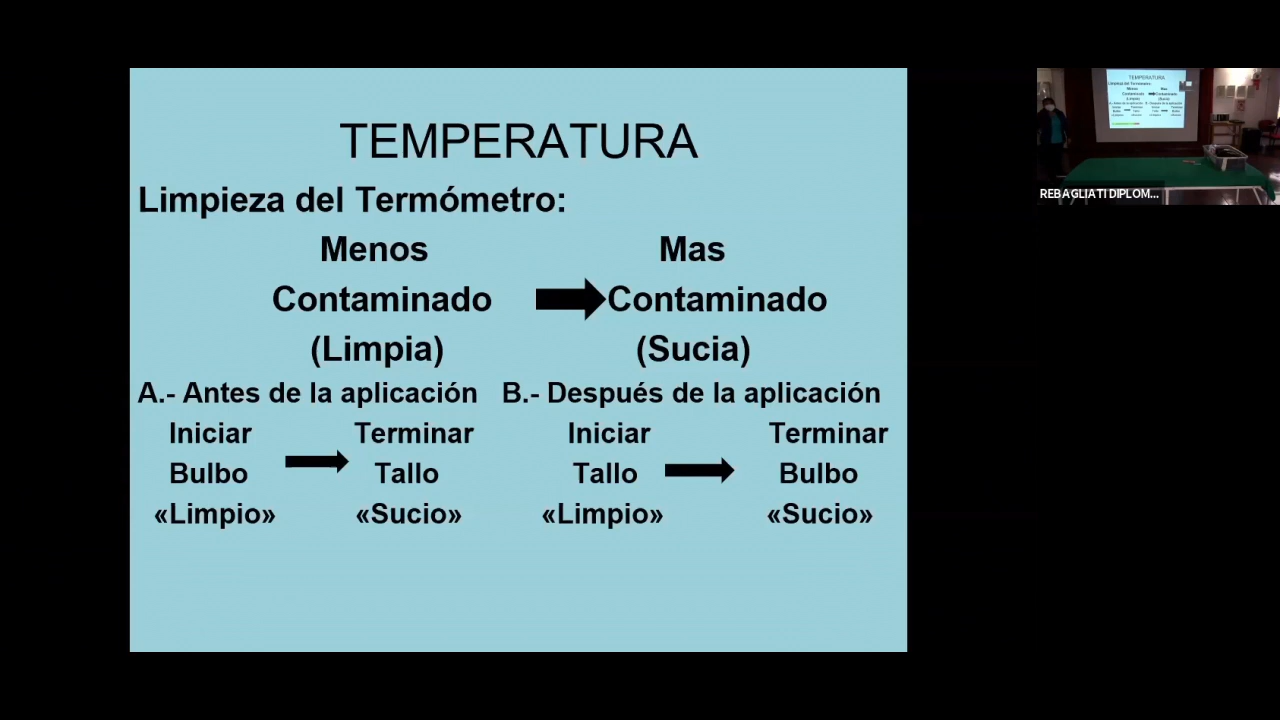 TEMPERATURA
Limpieza del Termómetro:
Menos Mas
Contaminado Contaminado
(Limpia) (Sucia)
A.- Antes de la aplicación B.- Después de la aplicación
Iniciar Terminar Iniciar Terminar
Bulbo Tallo Tallo Bulbo
«Limpio» «Sucio» «Limpio» «Sucio»
REBAGLIATI DIPLOM...